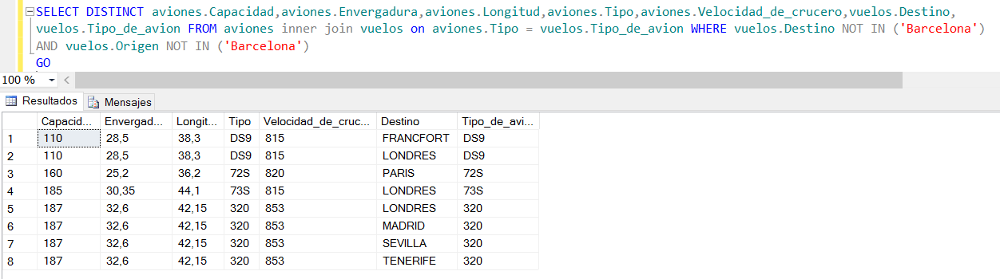 SELECT DISTINCT aviones.Capacidad,aviones.Envergadura,aviones.Longitud,aviones.Tipo,aviones.Velocidad_de_crucero,vuelos.Destino,
vuelos.Tipo_de_avion FROM aviones inner join vuelos on aviones.Tipo = vuelos.Tipo_de_avion WHERE vuelos.Destino NOT IN ('Barcelona')
AND vuelos.Origen NOT IN ('Barcelona')
GO
100 %
Resultados Mensajes
Capacid... Envergad... Longit... Tipo Velocidad_de_cruc... Destino Tipo_de_avi...
1 110 28,5 38,3 DS9 815 FRANCFORT DS9
2 110 28,5 38,3 DS9 815 LONDRES DS9
3 160 25,2 36,2 72S 820 PARIS 72S
4 185 30,35 44,1 73S 815 LONDRES 73S
5 187 32,6 42,15 320 853 LONDRES 320
6 187 32,6 42,15 320 853 MADRID 320
7 187 32,6 42,15 320 853 SEVILLA 320
8 187 32,6 42,15 320 853 TENERIFE 320